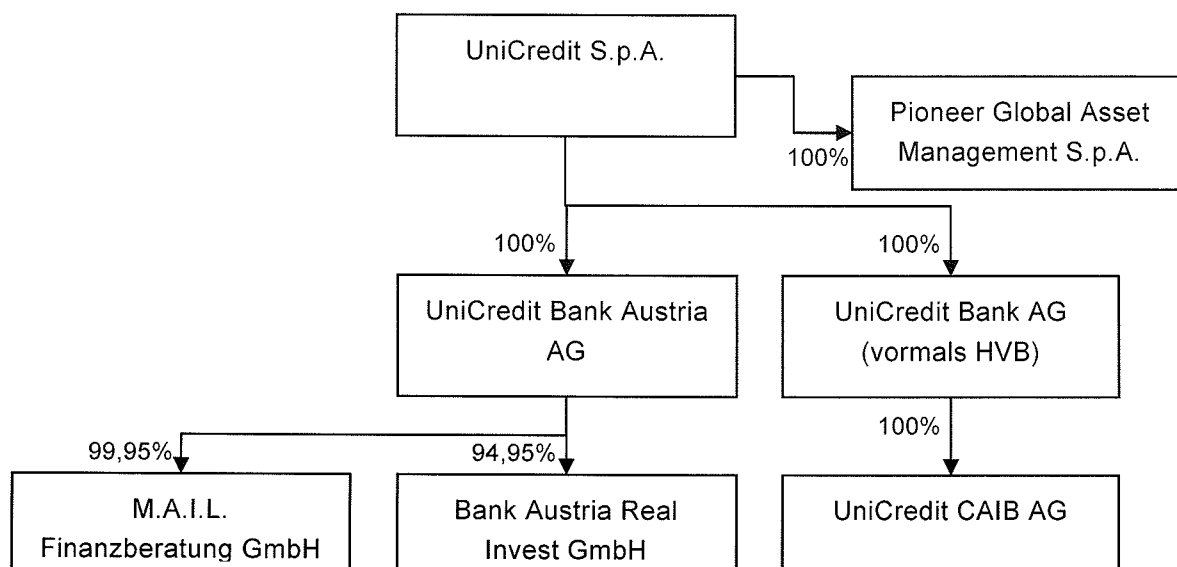 UniCredit S.p.A.
Pioneer Global Asset
Management S.p.A.
100%
100%
100%
UniCredit Bank Austria
AG
UniCredit Bank AG
(vormals HVB)
99,95%
94,95%
100%
M.A.I.L.
Finanzberatung GmbH
Bank Austria Real
Invest GmbH
UniCredit CAIB AG